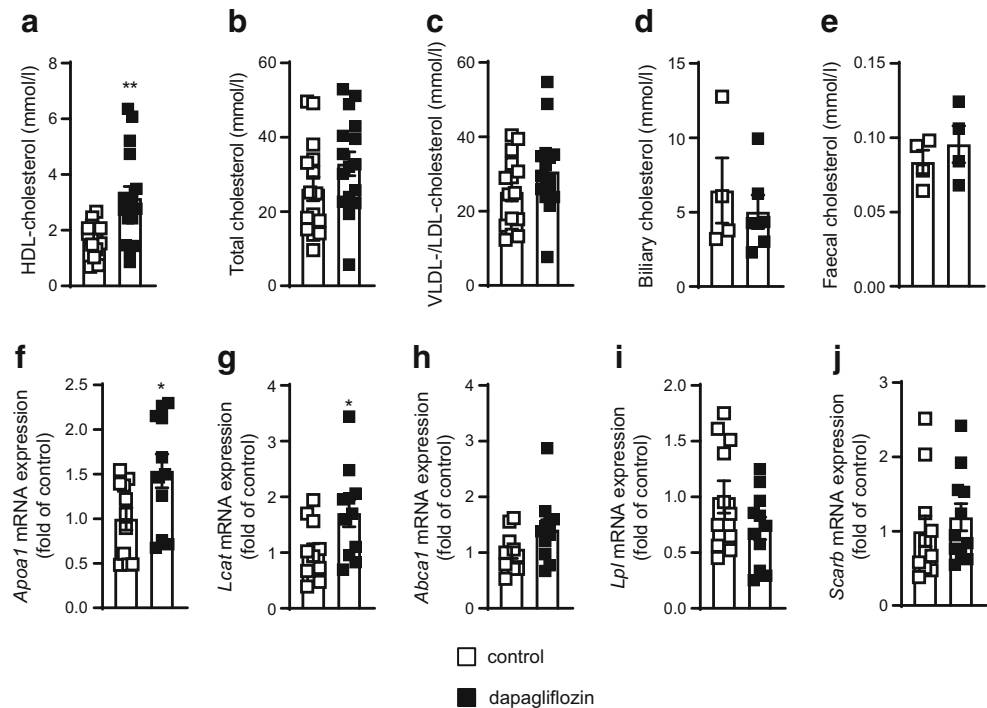 a
HDL-cholesterol (mmol/l)
8
6
4
2
0
**
b
Total cholesterol (mmol/l)
60
40
20
0
c
VLDL-/LDL-cholesterol (mmol/l)
60
40
20
0
d
Biliary cholesterol (mmol/l)
15
10
5
0
e
Faecal cholesterol (mmol/l)
0.15
0.10
0.05
0.00
f
Apoa1 mRNA expression
(fold of control)
2.5
2.0
1.5
1.0
0.5
0.0
*
g
Lcat mRNA expression
(fold of control)
4
3
2
1
0
*
h
Abca1 mRNA expression
(fold of control)
4
3
2
1
0
i
Lpl mRNA expression
(fold of control)
2.0
1.5
1.0
0.5
0.0
j
Scarb mRNA expression
(fold of control)
3
2
1
0
control
dapagliflozin